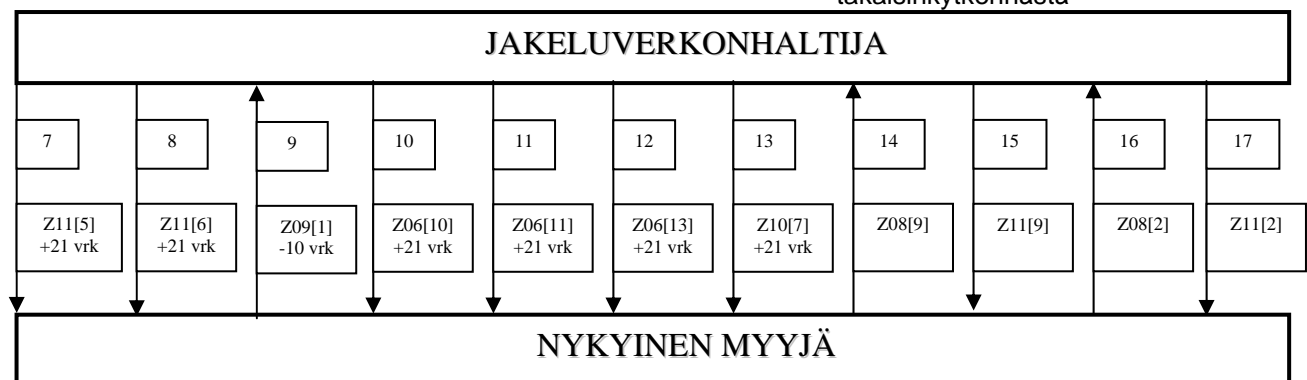 takaisinkytkennästä
JAKELUVERKONHALTIJA
7 8 9 10 11 12 13 14 15 16 17
Z11[5] Z11[6] Z09[1] Z06[10] Z06[11] Z06[13] Z10[7] Z08[9] Z11[9] Z08[2] Z11[2]
+21 vrk +21 vrk -10 vrk +21 vrk +21 vrk +21 vrk +21 vrk
NYKYINEN MYYJÄ